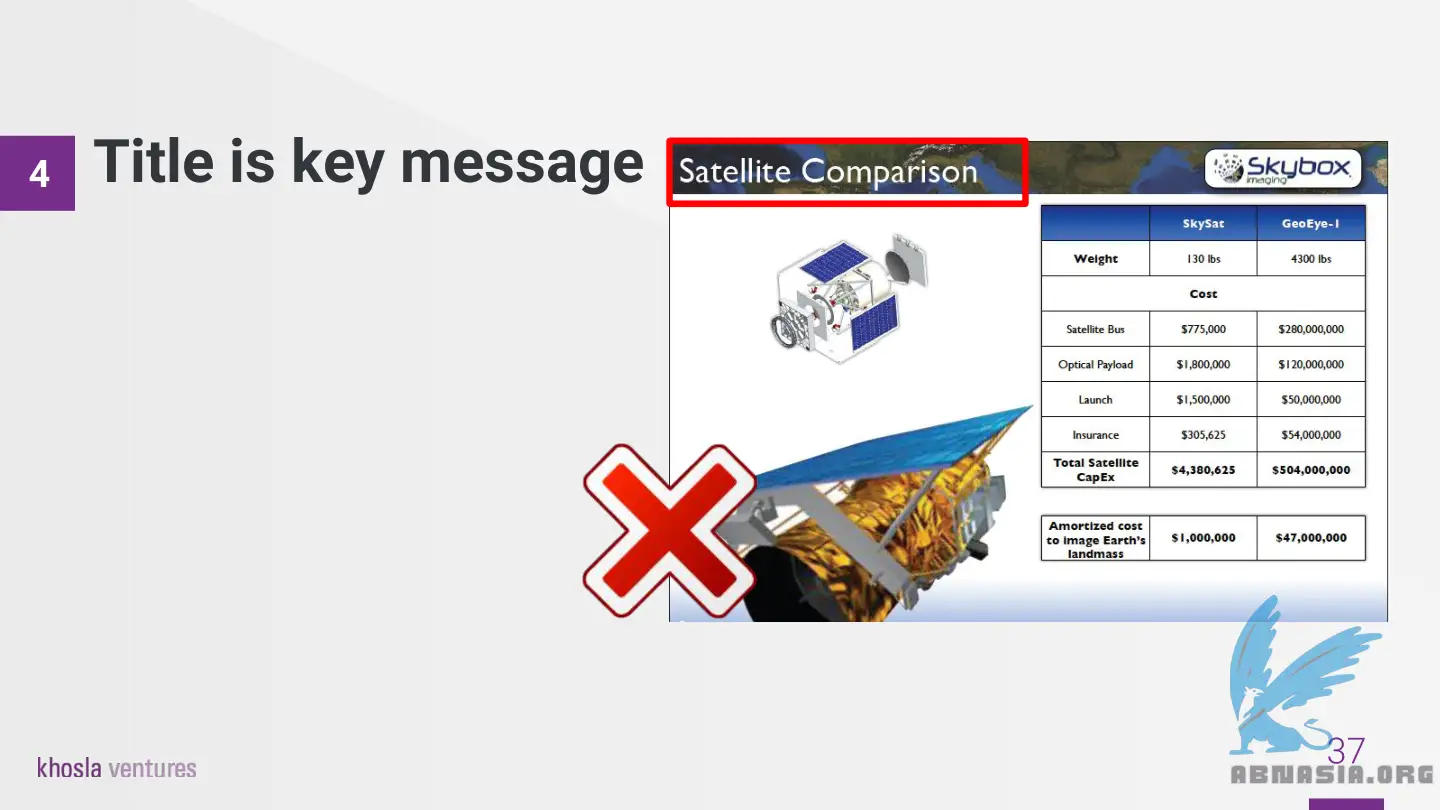 4
Title is key message
Satellite Comparison
Skybox
imaging
SkySat GeoEye-1
Weight 130 lbs 4300 lbs
Cost
Satellite Bus $775,000 $280,000,000
Optical Payload $1,800,000 $120,000,000
Launch $1,500,000 $50,000,000
Insurance $305,625 $54,000,000
Total Satellite
CapEx $4,380,625 $504,000,000
Amortized cost
to image Earth's
landmass $1,000,000 $47,000,000
khosla ventures
37
ABNASIA.ORG